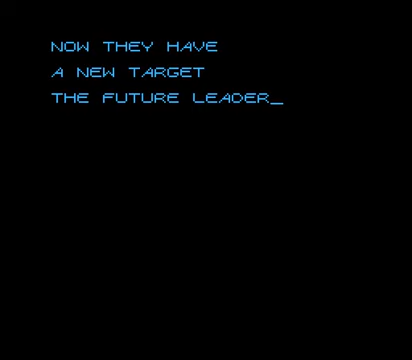 NOW THEY HAVE
A NEW TARGET
THE FUTURE LEADER_